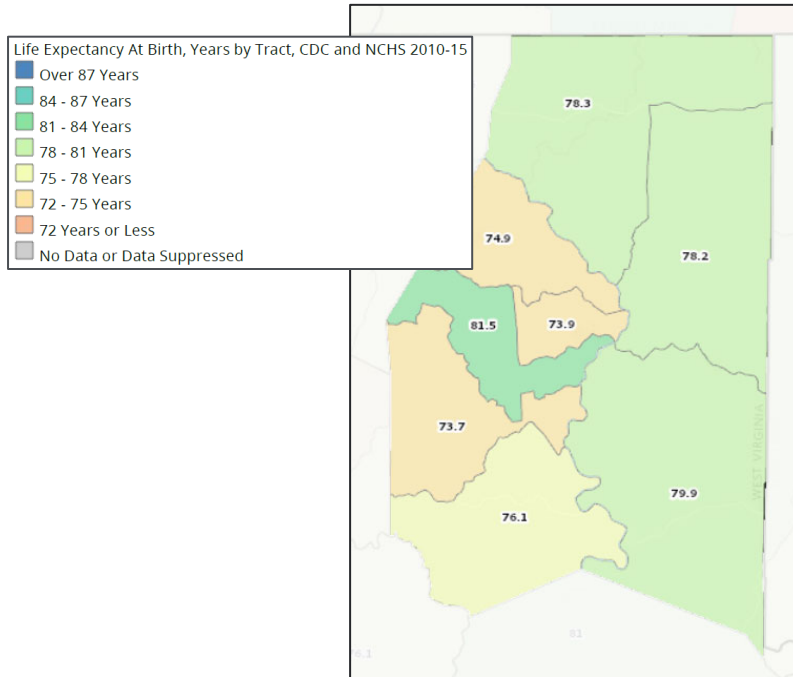 Life Expectancy At Birth, Years by Tract, CDC and NCHS 2010-15
Over 87 Years
84 - 87 Years
81 - 84 Years
78 - 81 Years
75 - 78 Years
72 - 75 Years
72 Years or Less
No Data or Data Suppressed
78.3
74.9
78.2
81.5
73.9
73.7
WEST VIRGINIA
79.9
76.1
81
76.1